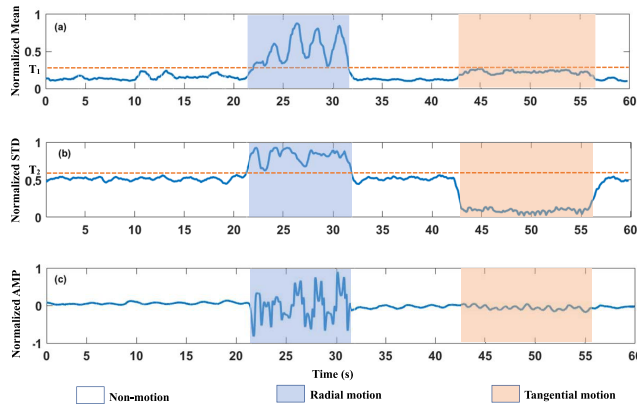 Normalized Mean
(a)
1
0.5
T1
0
0 5 10 15 20 25 30 35 40 45 50 55 60
Normalized STD
(b)
1
T2
0.5
0
0 5 10 15 20 25 30 35 40 45 50 55 60
Normalized AMP
(c)
1
0
-1
0 5 10 15 20 25 30 35 40 45 50 55 60
Time (s)
Non-motion Radial motion Tangential motion